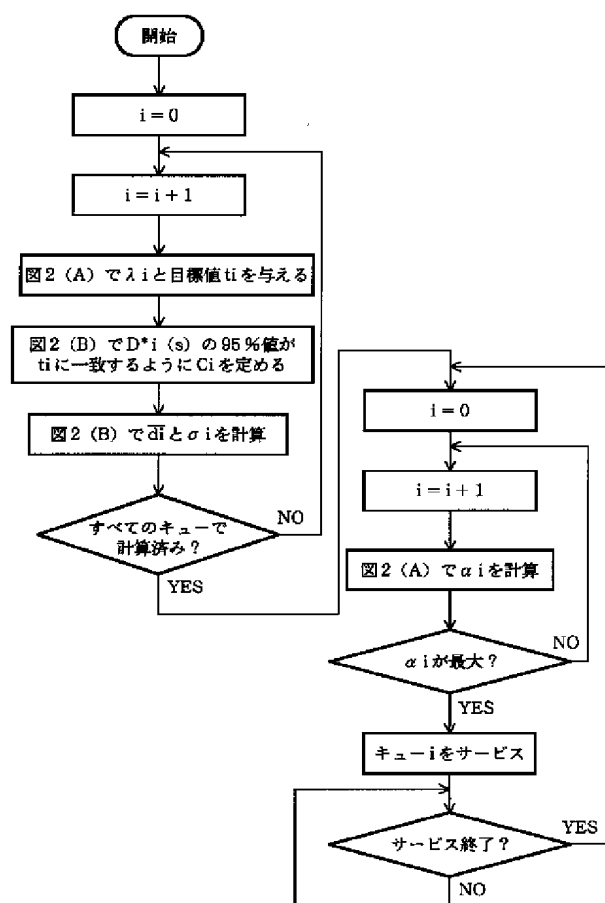 開始
i = 0
i = i + 1
図2 (A) でλiと目標値tiを与える
図2 (B) でD*i (s) の95%値が
tiに一致するようにCiを定める
図2 (B) でd̅i̅とσiを計算
すべてのキューで
計算済み？
NO
YES
i = 0
i = i + 1
図2 (A) でαiを計算
αiが最大？
NO
YES
キューiをサービス
サービス終了？
YES
NO